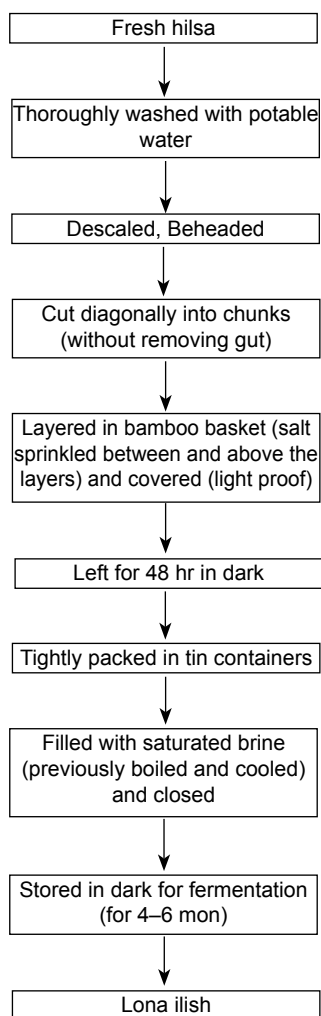 Fresh hilsa
Thoroughly washed with potable
water
Descaled, Beheaded
Cut diagonally into chunks
(without removing gut)
Layered in bamboo basket (salt
sprinkled between and above the
layers) and covered (light proof)
Left for 48 hr in dark
Tightly packed in tin containers
Filled with saturated brine
(previously boiled and cooled)
and closed
Stored in dark for fermentation
(for 4–6 mon)
Lona ilish